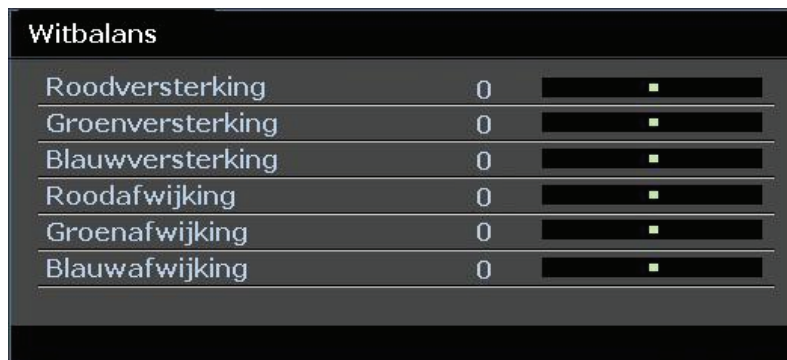 Witbalans
Roodversterking 0
Groenversterking 0
Blauwversterking 0
Roodafwijking 0
Groenafwijking 0
Blauwafwijking 0